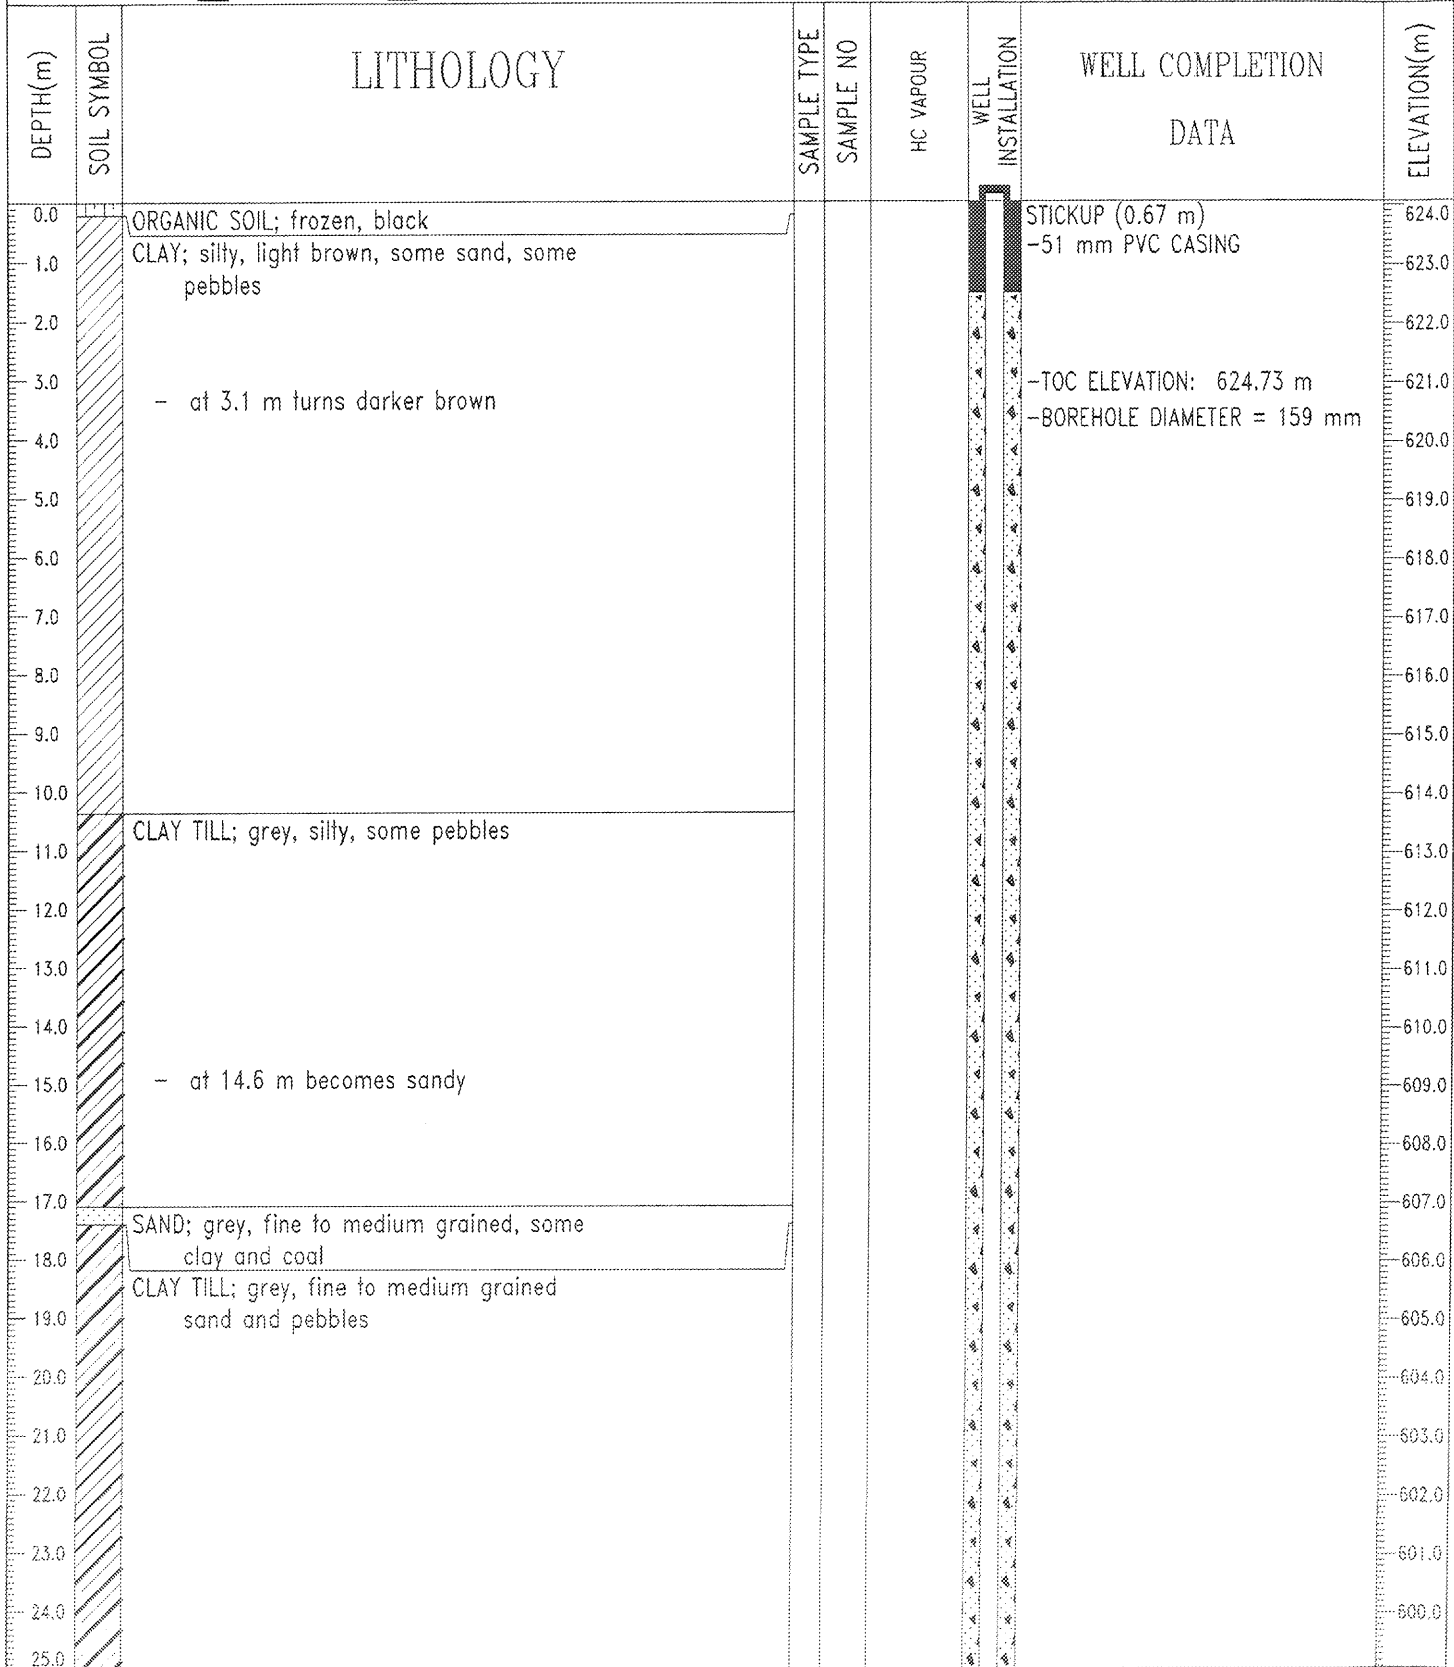 DEPTH(m)
SOIL SYMBOL
LITHOLOGY
SAMPLE TYPE
SAMPLE NO
HC VAPOUR
WELL
INSTALLATION
WELL COMPLETION
DATA
ELEVATION(m)
0.0
1.0
2.0
3.0
4.0
5.0
6.0
7.0
8.0
9.0
10.0
11.0
12.0
13.0
14.0
15.0
16.0
17.0
18.0
19.0
20.0
21.0
22.0
23.0
24.0
25.0
ORGANIC SOIL; frozen, black
CLAY; silty, light brown, some sand, some
pebbles
- at 3.1 m turns darker brown
CLAY TILL; grey, silty, some pebbles
- at 14.6 m becomes sandy
SAND; grey, fine to medium grained, some
clay and coal
CLAY TILL; grey, fine to medium grained
sand and pebbles
STICKUP (0.67 m)
-51 mm PVC CASING
-TOC ELEVATION: 624.73 m
-BOREHOLE DIAMETER = 159 mm
624.0
623.0
622.0
621.0
620.0
619.0
618.0
617.0
616.0
615.0
614.0
613.0
612.0
611.0
610.0
609.0
608.0
607.0
606.0
605.0
604.0
603.0
602.0
601.0
600.0